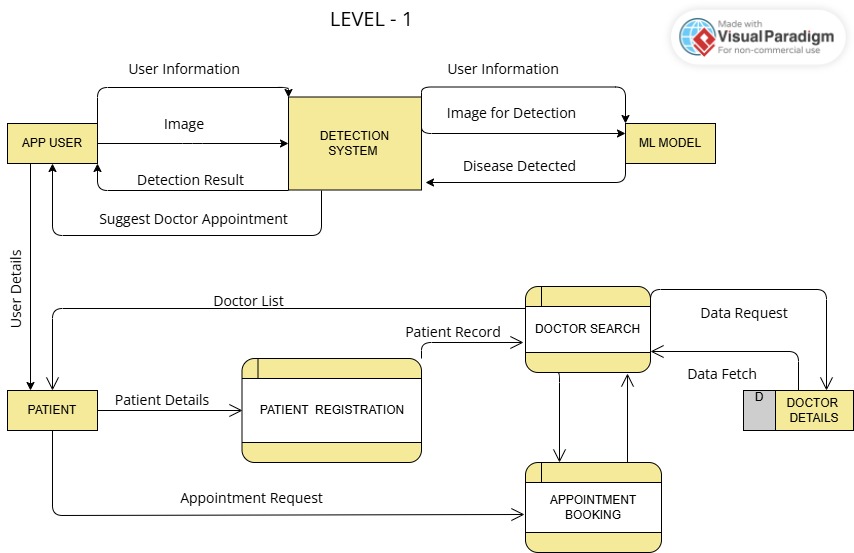 LEVEL - 1
Made with
VisualParadigm
For non-commercial use
User Information
User Information
Image
Image for Detection
APP USER
DETECTION
SYSTEM
ML MODEL
Detection Result
Disease Detected
Suggest Doctor Appointment
User Details
Doctor List
Data Request
Patient Record
DOCTOR SEARCH
Data Fetch
Patient Details
PATIENT
PATIENT REGISTRATION
D
DOCTOR
DETAILS
Appointment Request
APPOINTMENT
BOOKING